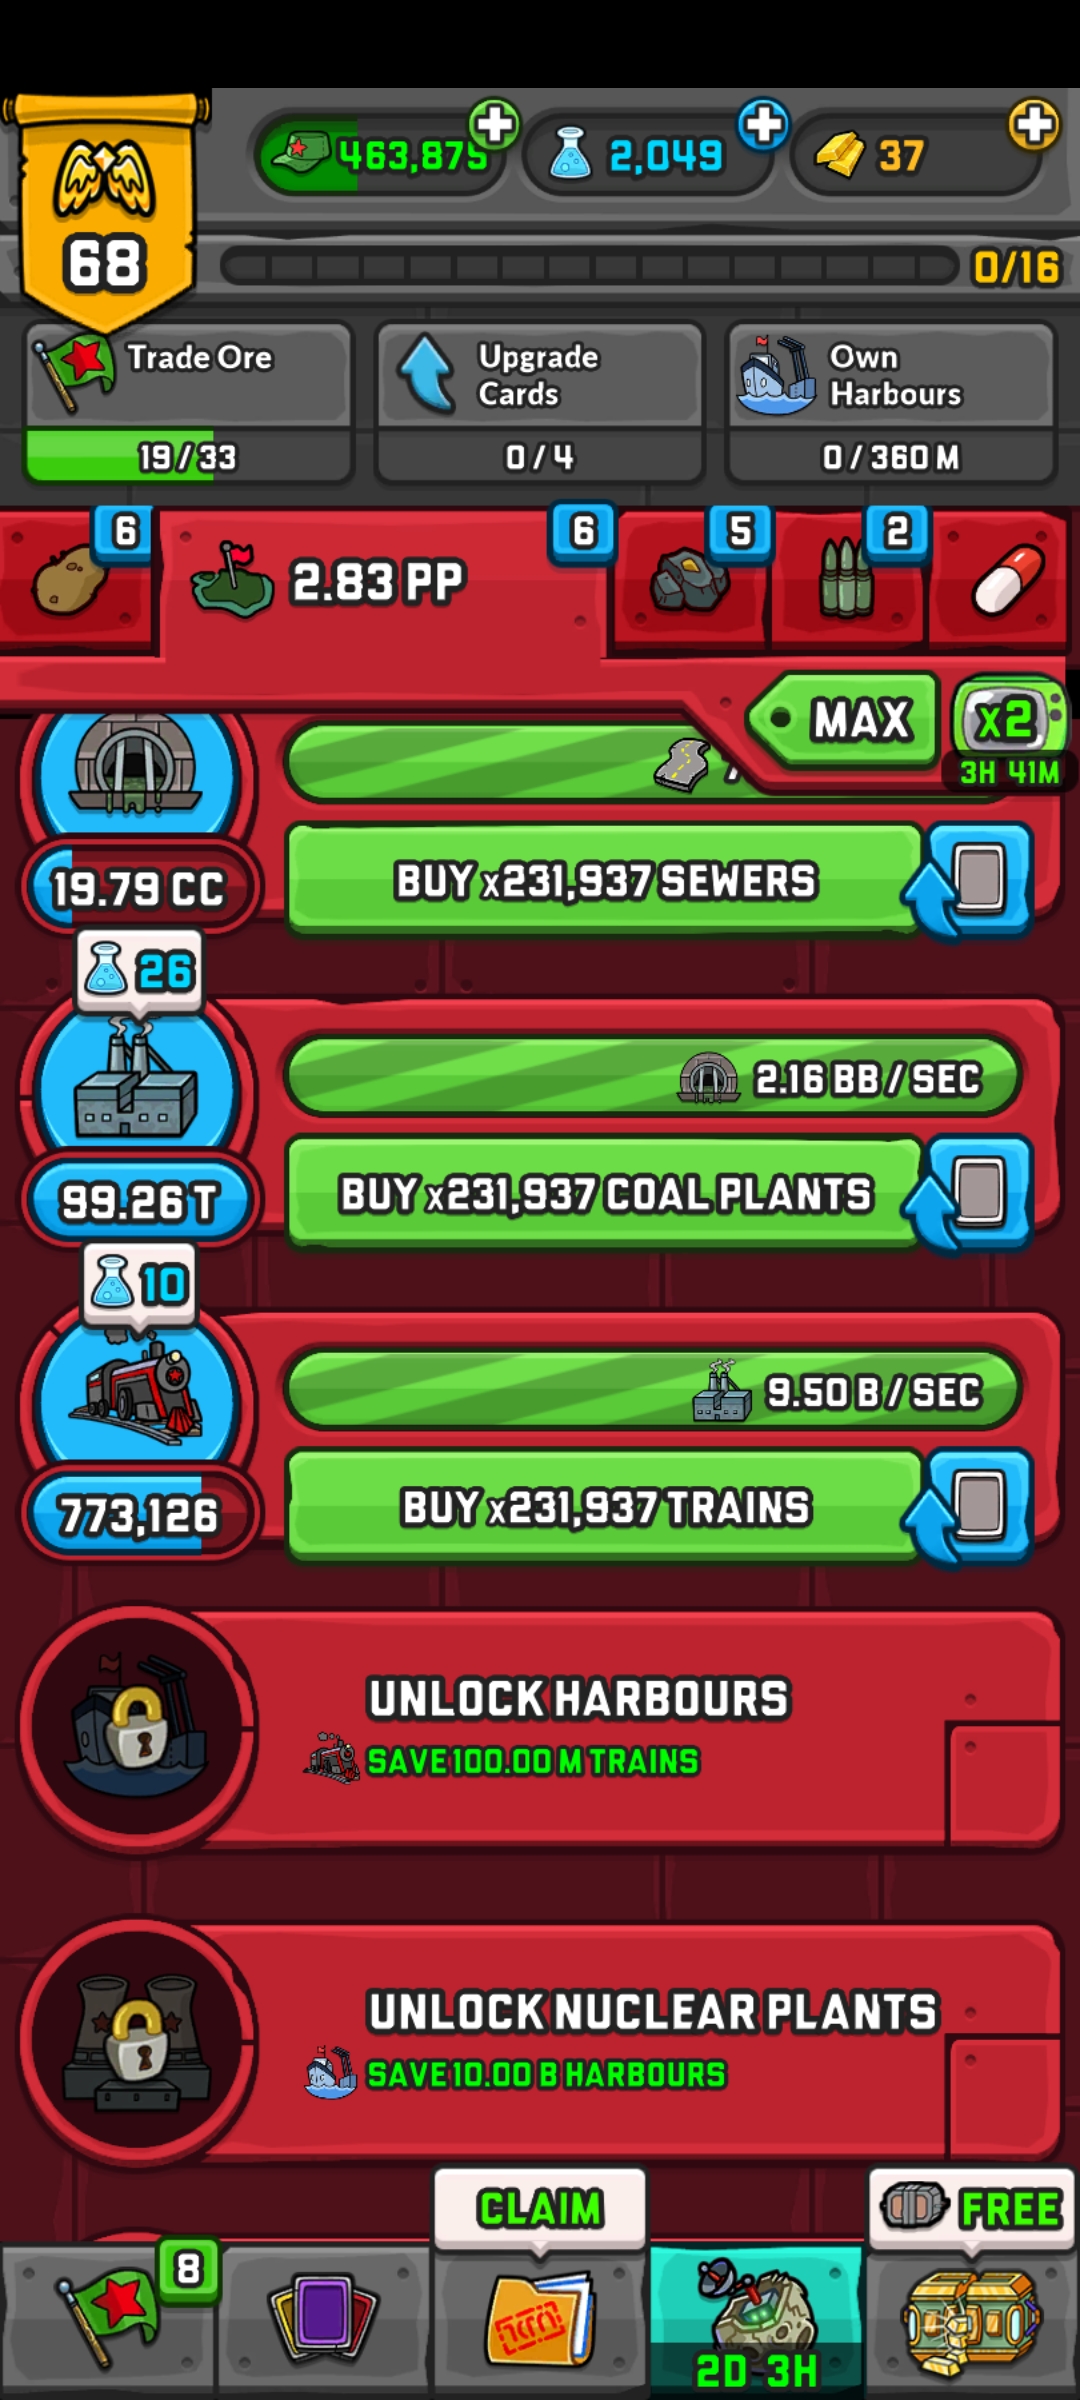 463,875
2,049
37
68
0/16
Trade Ore
19/33
Upgrade
Cards
0/4
Own
Harbours
0/360 M
6
2.83 PP
6
5
2
MAX
x2
3H 41M
19.79 CC
BUY x231,937 SEWERS
26
2.16 BB / SEC
99.26 T
BUY x231,937 COAL PLANTS
10
9.50 B / SEC
773,126
BUY x231,937 TRAINS
UNLOCK HARBOURS
SAVE 100.00 M TRAINS
UNLOCK NUCLEAR PLANTS
SAVE 10.00 B HARBOURS
CLAIM
FREE
8
2D 3H